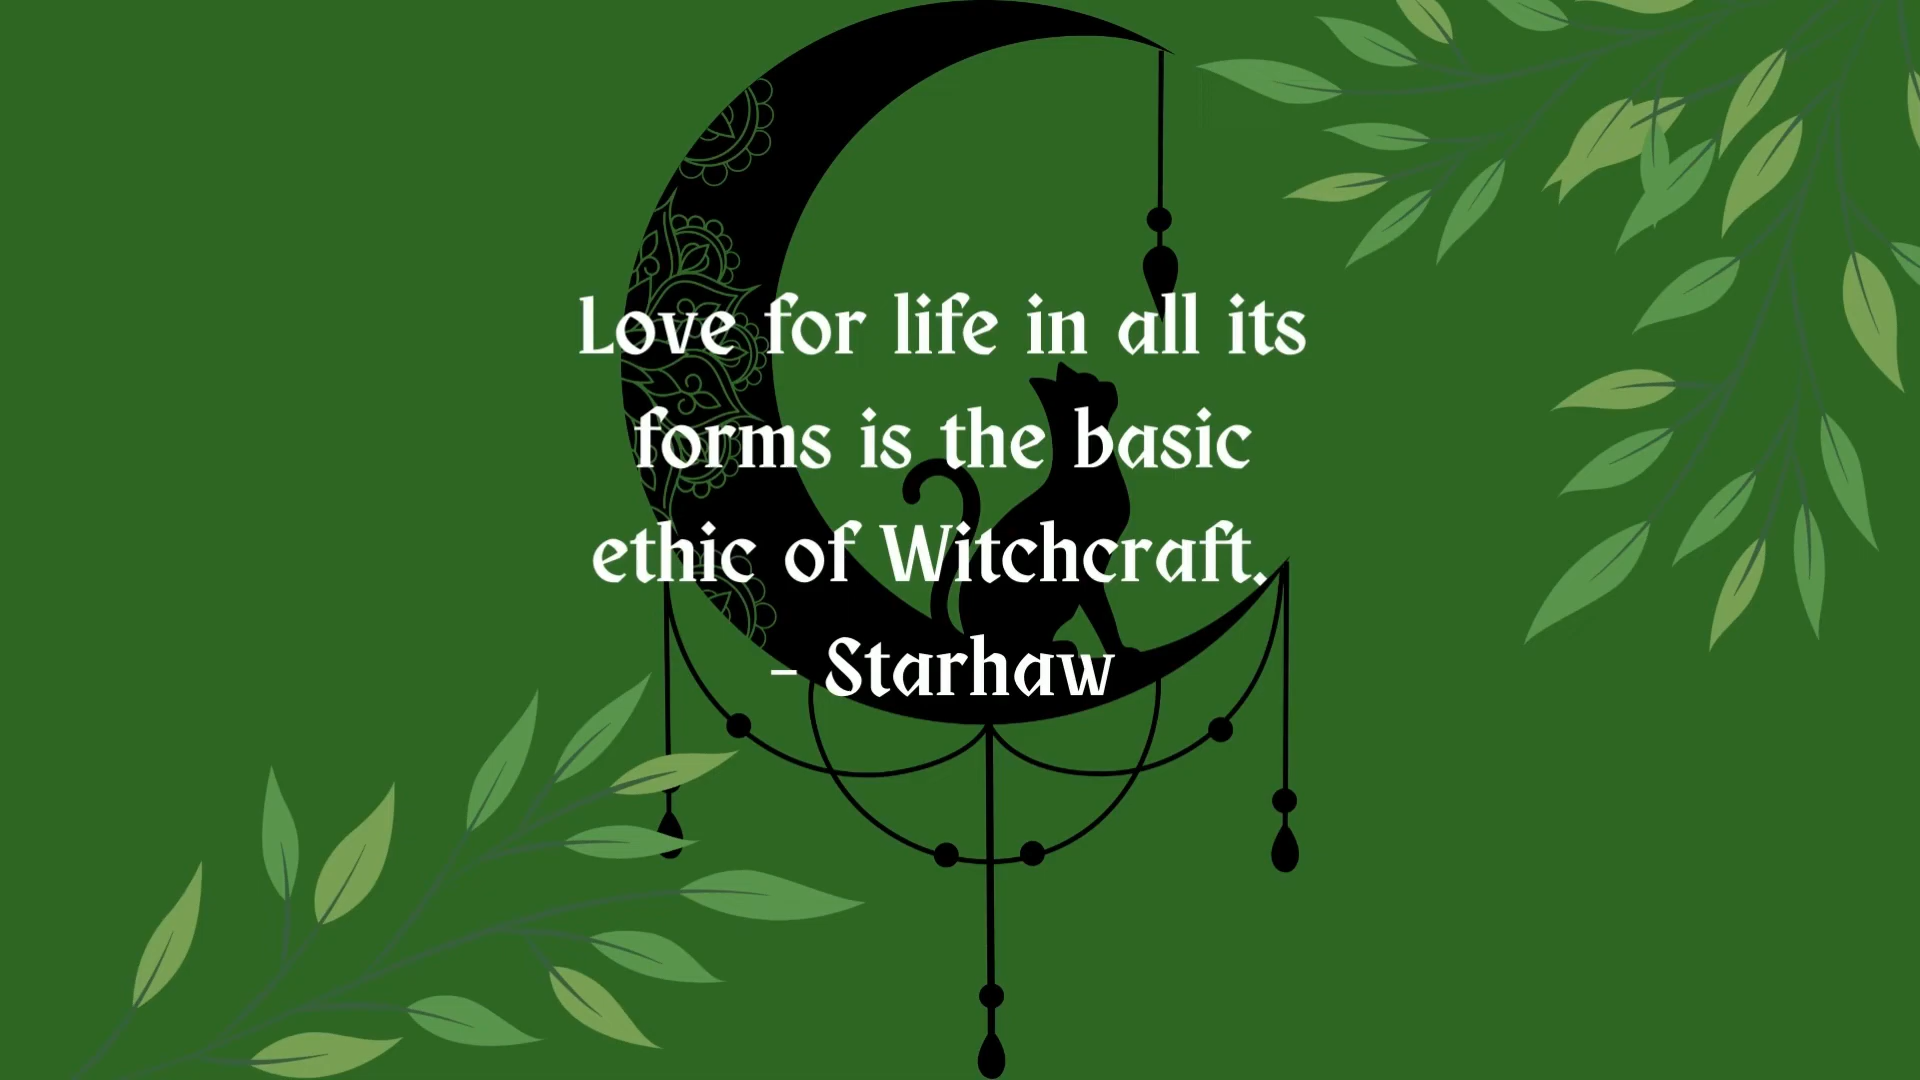 Love for life in all its
forms is the basic
ethic of Witchcraft.
- Starhaw